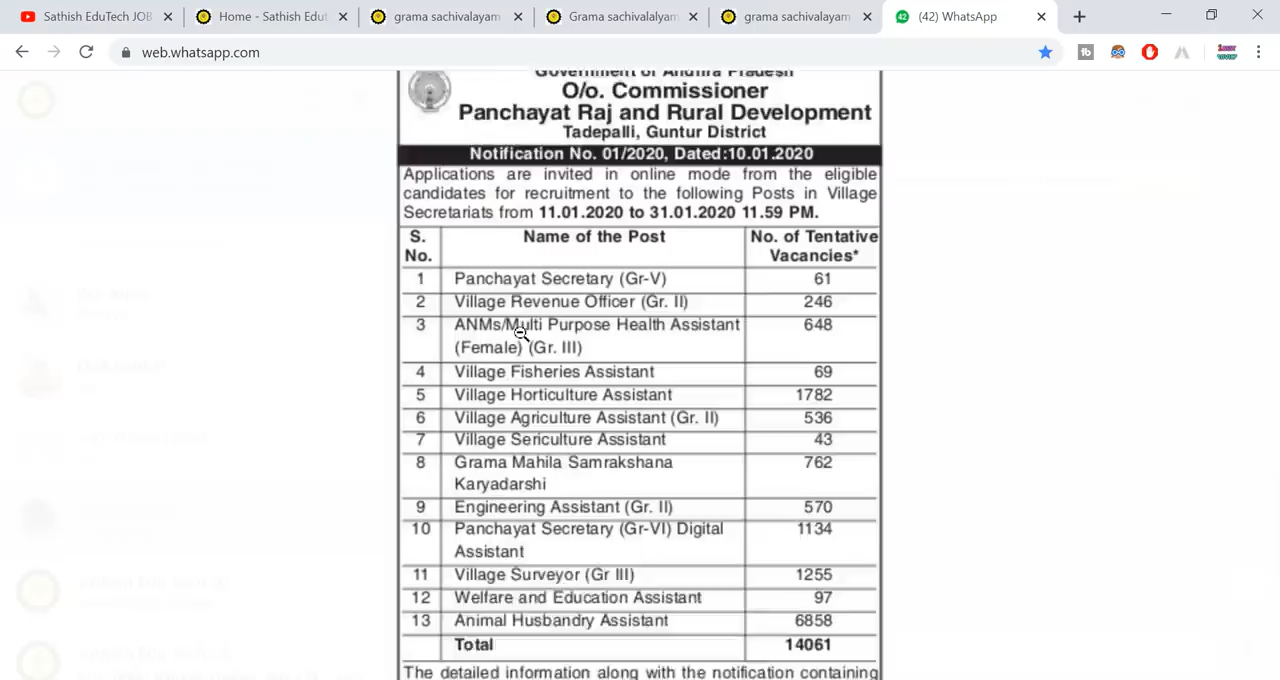 Sathish EduTech JOB
Home - Sathish Edut
grama sachivalayam
Grama sachivalalyam
grama sachivalayam
42 (42) WhatsApp
web.whatsapp.com
Government of Andhra Pradesh
O/o. Commissioner
Panchayat Raj and Rural Development
Tadepalli, Guntur District
Notification No. 01/2020, Dated:10.01.2020
Applications are invited in online mode from the eligible
candidates for recruitment to the following Posts in Village
Secretariats from 11.01.2020 to 31.01.2020 11.59 PM.
S. No. Name of the Post No. of Tentative Vacancies*
1 Panchayat Secretary (Gr-V) 61
2 Village Revenue Officer (Gr. II) 246
3 ANMs/Multi Purpose Health Assistant 648
(Female) (Gr. III)
4 Village Fisheries Assistant 69
5 Village Horticulture Assistant 1782
6 Village Agriculture Assistant (Gr. II) 536
7 Village Sericulture Assistant 43
8 Grama Mahila Samrakshana 762
Karyadarshi
9 Engineering Assistant (Gr. II) 570
10 Panchayat Secretary (Gr-VI) Digital 1134
Assistant
11 Village Surveyor (Gr III) 1255
12 Welfare and Education Assistant 97
13 Animal Husbandry Assistant 6858
Total 14061
The detailed information along with the notification containing